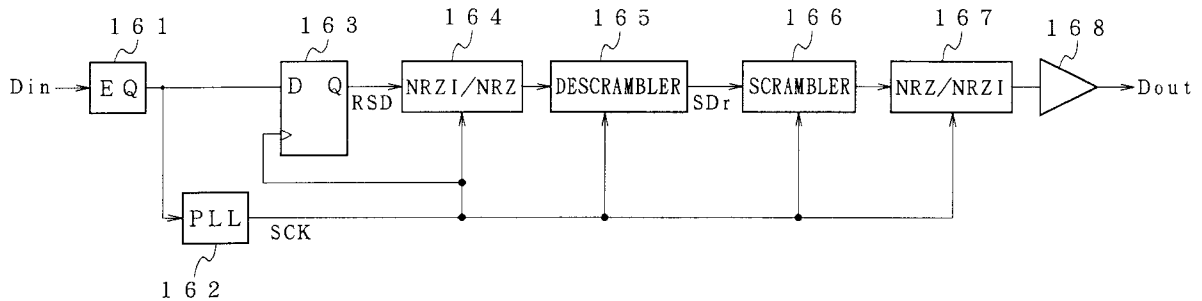 161
163
164
165
166
167
168
Din
EQ
D Q
RSD
NRZI/NRZ
DESCRAMBLER
SDr
SCRAMBLER
NRZ/NRZI
Dout
PLL
SCK
162